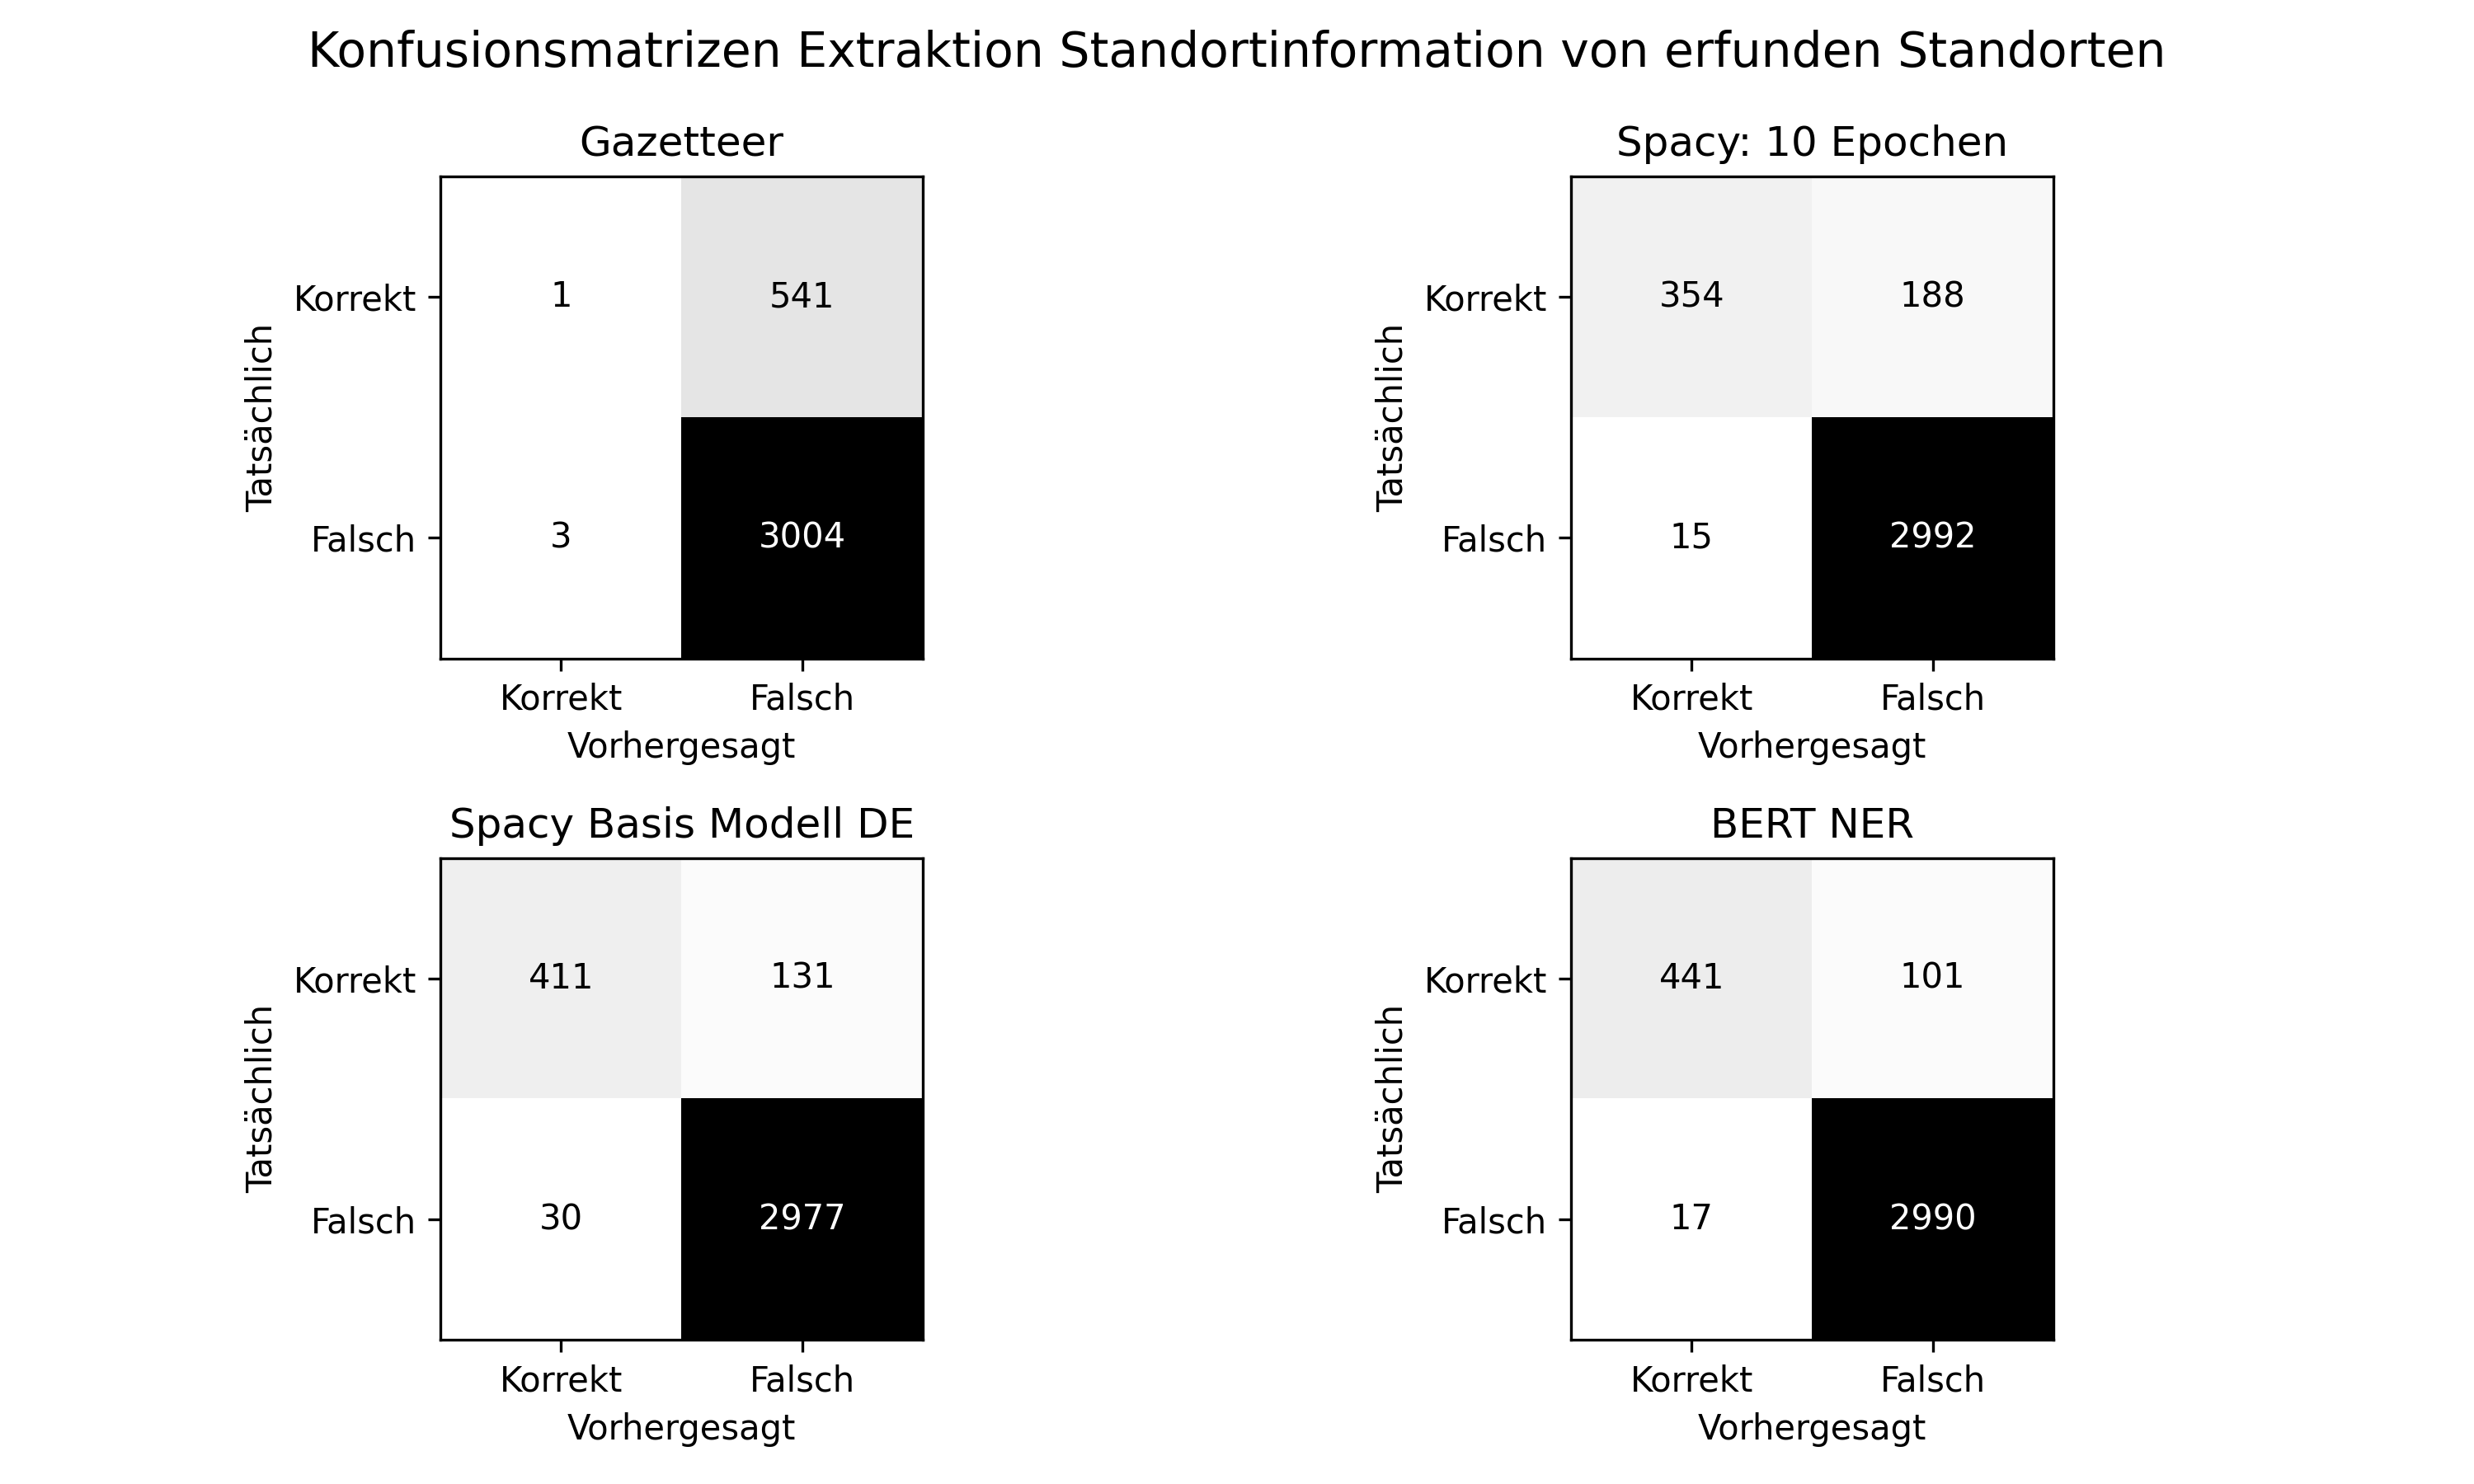 Konfusionsmatrizen Extraktion Standortinformation von erfunden Standorten
Gazetteer
Tatsächlich
Korrekt
1
541
Falsch
3
3004
Korrekt
Falsch
Vorhergesagt
Spacy: 10 Epochen
Tatsächlich
Korrekt
354
188
Falsch
15
2992
Korrekt
Falsch
Vorhergesagt
Spacy Basis Modell DE
Tatsächlich
Korrekt
411
131
Falsch
30
2977
Korrekt
Falsch
Vorhergesagt
BERT NER
Tatsächlich
Korrekt
441
101
Falsch
17
2990
Korrekt
Falsch
Vorhergesagt